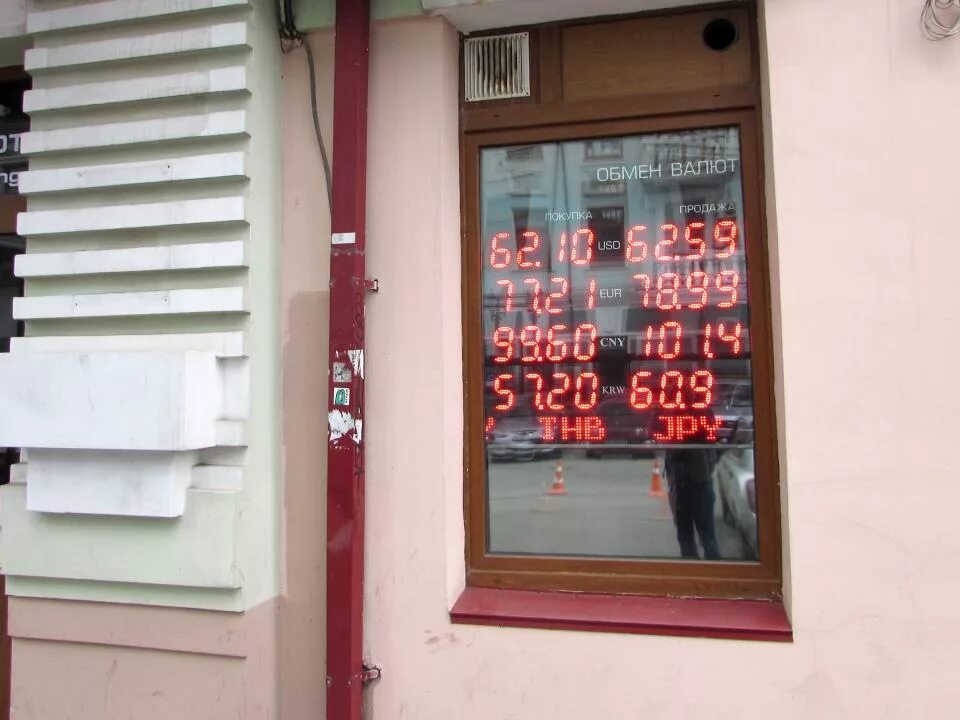 ОБМЕН ВАЛЮТ
ПОКУПКА ПРОДАЖА
62.10 USD 62.59
77.21 EUR 78.99
99.60 CNY 101.4
57.20 KRW 60.9
THB JPY